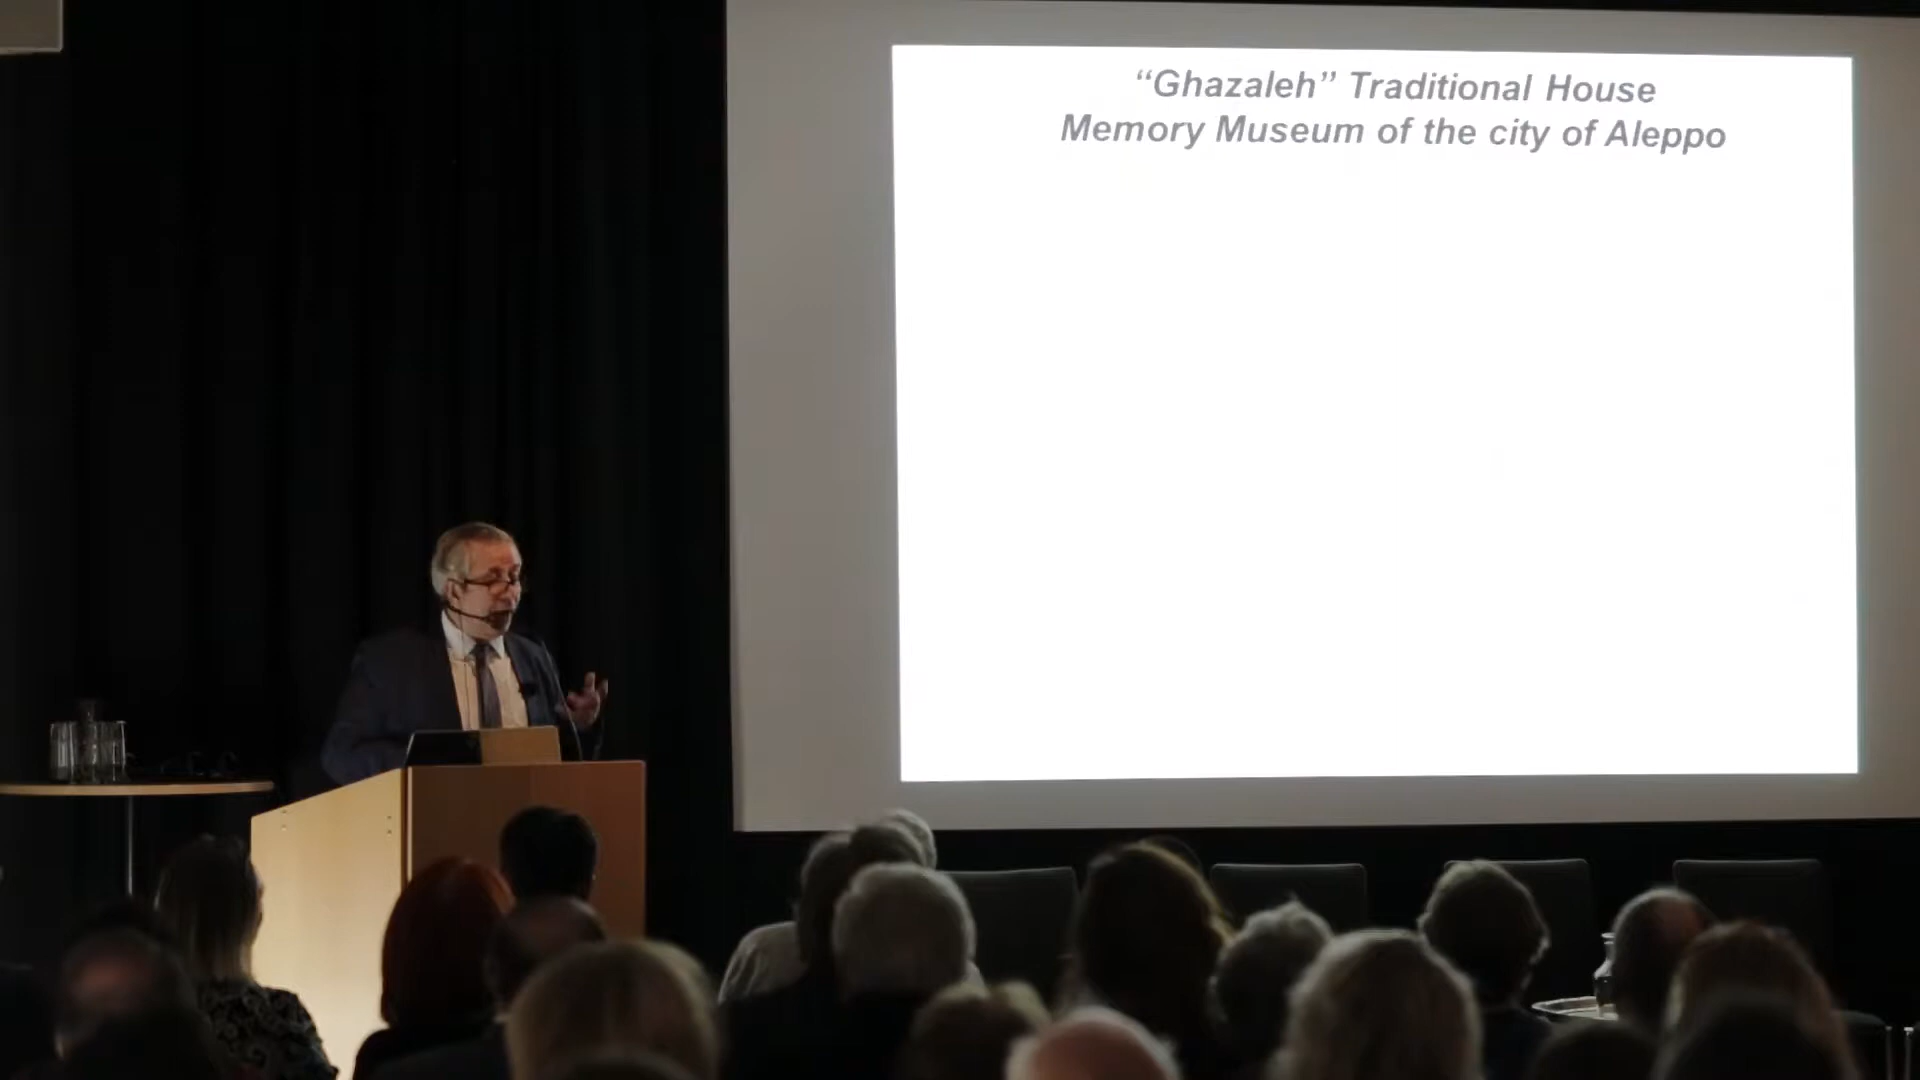 “Ghazaleh” Traditional House
Memory Museum of the city of Aleppo